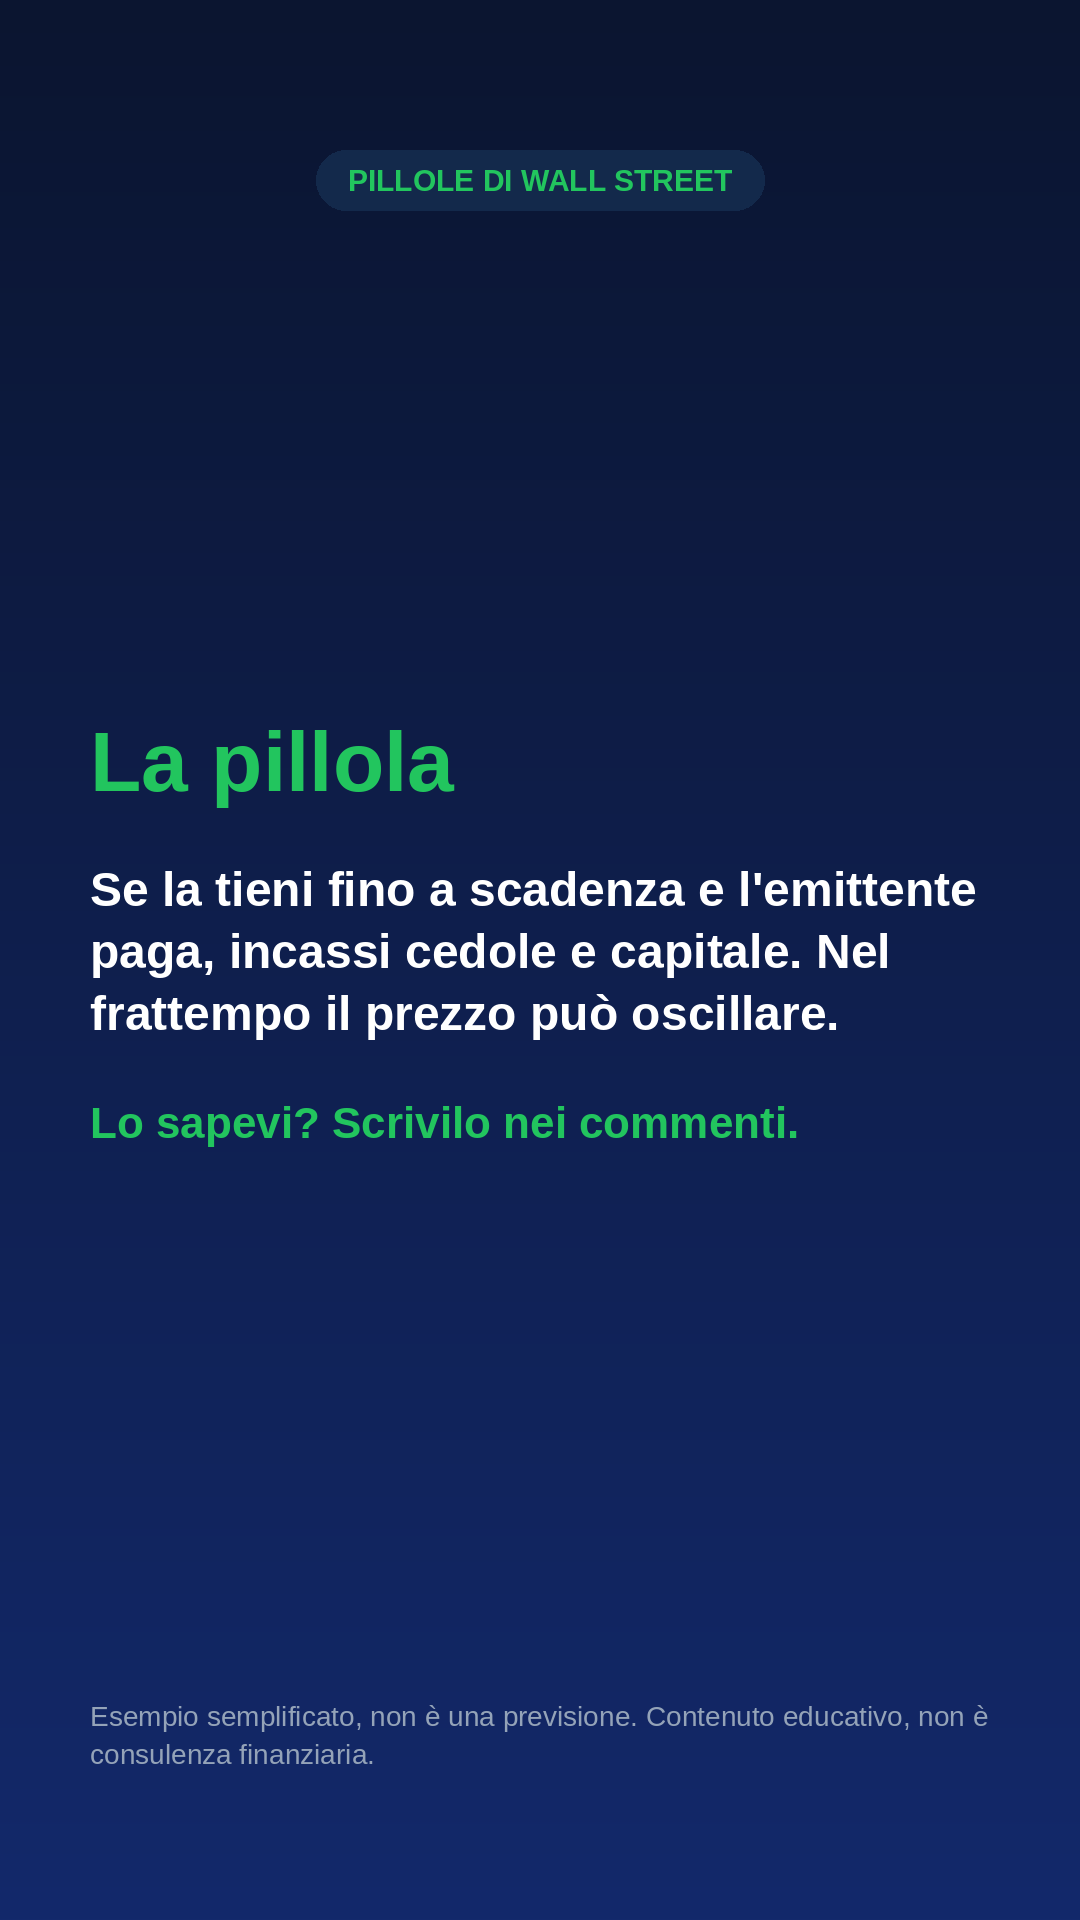 PILLOLE DI WALL STREET
La pillola
Se la tieni fino a scadenza e l'emittente
paga, incassi cedole e capitale. Nel
frattempo il prezzo può oscillare.
Lo sapevi? Scrivilo nei commenti.
Esempio semplificato, non è una previsione. Contenuto educativo, non è
consulenza finanziaria.